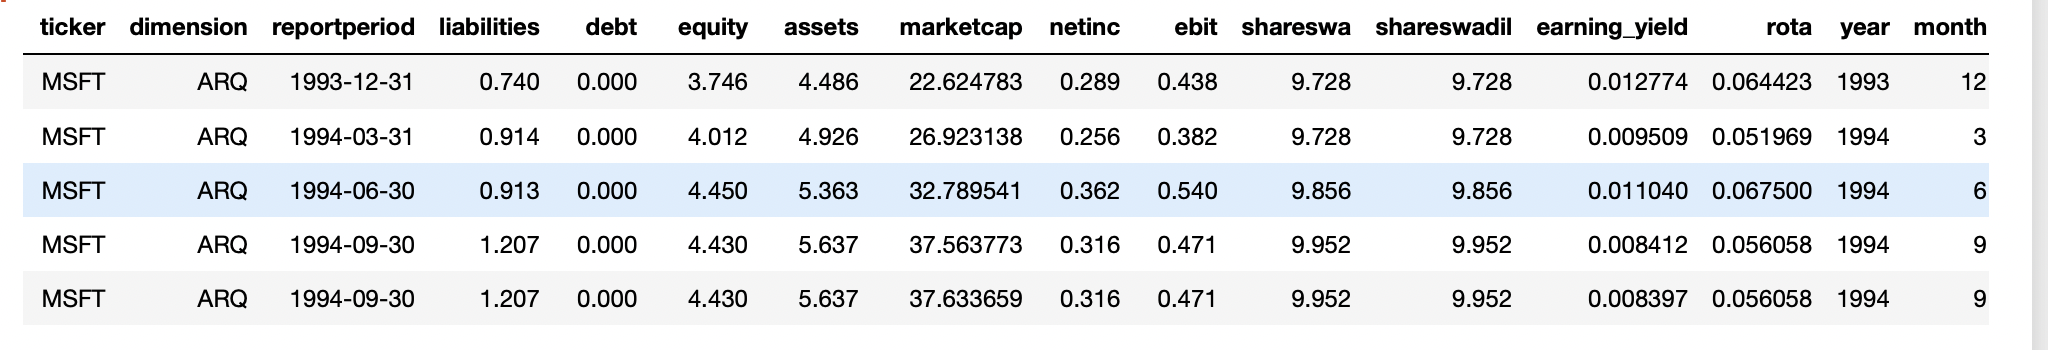 ticker dimension reportperiod liabilities debt equity assets marketcap netinc ebit shareswa shareswadil earning_yield rota year month
MSFT ARQ 1993-12-31 0.740 0.000 3.746 4.486 22.624783 0.289 0.438 9.728 9.728 0.012774 0.064423 1993 12
MSFT ARQ 1994-03-31 0.914 0.000 4.012 4.926 26.923138 0.256 0.382 9.728 9.728 0.009509 0.051969 1994 3
MSFT ARQ 1994-06-30 0.913 0.000 4.450 5.363 32.789541 0.362 0.540 9.856 9.856 0.011040 0.067500 1994 6
MSFT ARQ 1994-09-30 1.207 0.000 4.430 5.637 37.563773 0.316 0.471 9.952 9.952 0.008412 0.056058 1994 9
MSFT ARQ 1994-09-30 1.207 0.000 4.430 5.637 37.633659 0.316 0.471 9.952 9.952 0.008397 0.056058 1994 9